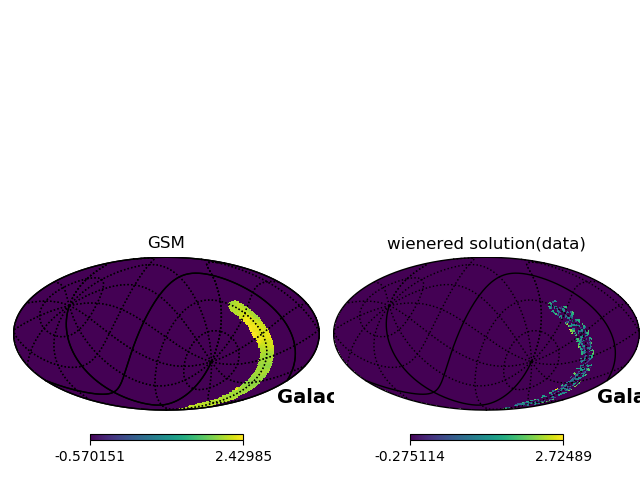 GSM
wienered solution(data)
Galac
Gala
-0.570151 2.42985
-0.275114 2.72489